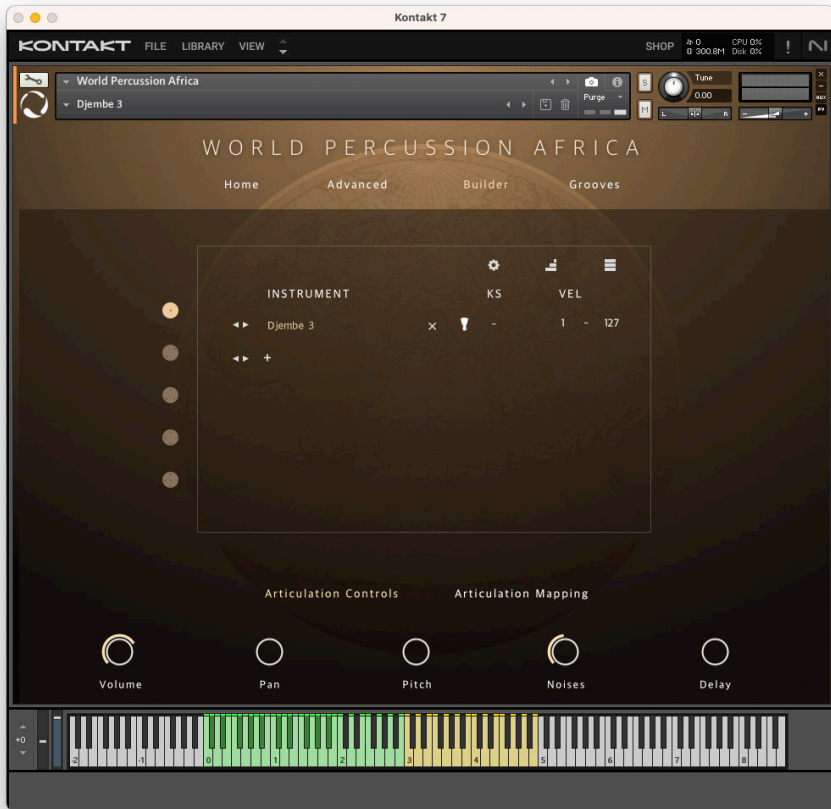 Kontakt 7
KONTAKT FILE LIBRARY VIEW SHOP 0 CPU 0%
300.8M Disk 0% !
World Percussion Africa
Djembe 3
Purge
S
M
Tune
0.00
L R
- +
AUX
PV
WORLD PERCUSSION AFRICA
Home Advanced Builder Grooves
INSTRUMENT KS VEL
Djembe 3 × - 1 - 127
+
Articulation Controls Articulation Mapping
Volume Pan Pitch Noises Delay
+0
-2 -1 0 1 2 3 4 5 6 7 8